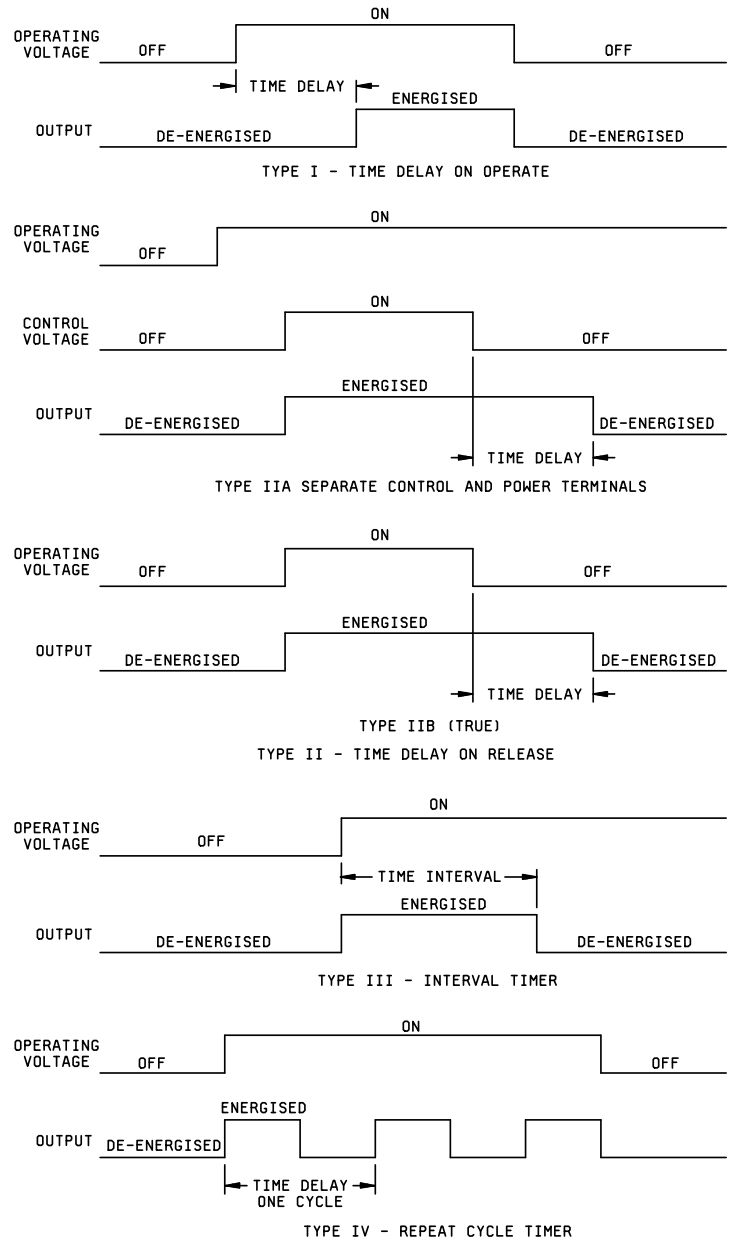 ON
OPERATING
VOLTAGE
OFF
OFF
TIME DELAY
ENERGISED
OUTPUT
DE-ENERGISED
DE-ENERGISED
TYPE I - TIME DELAY ON OPERATE
ON
OPERATING
VOLTAGE
OFF
ON
CONTROL
VOLTAGE
OFF
OFF
ENERGISED
OUTPUT
DE-ENERGISED
DE-ENERGISED
TIME DELAY
TYPE IIA SEPARATE CONTROL AND POWER TERMINALS
ON
OPERATING
VOLTAGE
OFF
OFF
ENERGISED
OUTPUT
DE-ENERGISED
DE-ENERGISED
TIME DELAY
TYPE IIB (TRUE)
TYPE II - TIME DELAY ON RELEASE
ON
OPERATING
VOLTAGE
OFF
TIME INTERVAL
ENERGISED
OUTPUT
DE-ENERGISED
DE-ENERGISED
TYPE III - INTERVAL TIMER
ON
OPERATING
VOLTAGE
OFF
OFF
ENERGISED
OUTPUT
DE-ENERGISED
TIME DELAY
ONE CYCLE
TYPE IV - REPEAT CYCLE TIMER